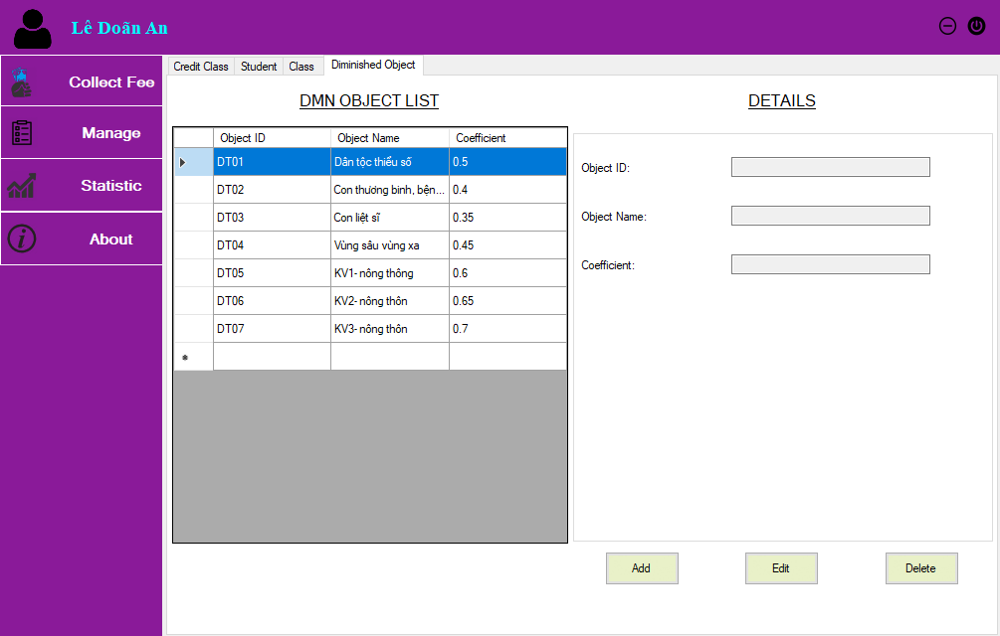 Lê Doãn An
Collect Fee
Manage
Statistic
About
Credit Class Student Class Diminished Object
DMN OBJECT LIST
Object ID Object Name Coefficient
DT01 Dân tộc thiểu số 0.5
DT02 Con thương binh, bện... 0.4
DT03 Con liệt sĩ 0.35
DT04 Vùng sâu vùng xa 0.45
DT05 KV1- nông thông 0.6
DT06 KV2- nông thôn 0.65
DT07 KV3- nông thôn 0.7
DETAILS
Object ID:
Object Name:
Coefficient:
Add Edit Delete